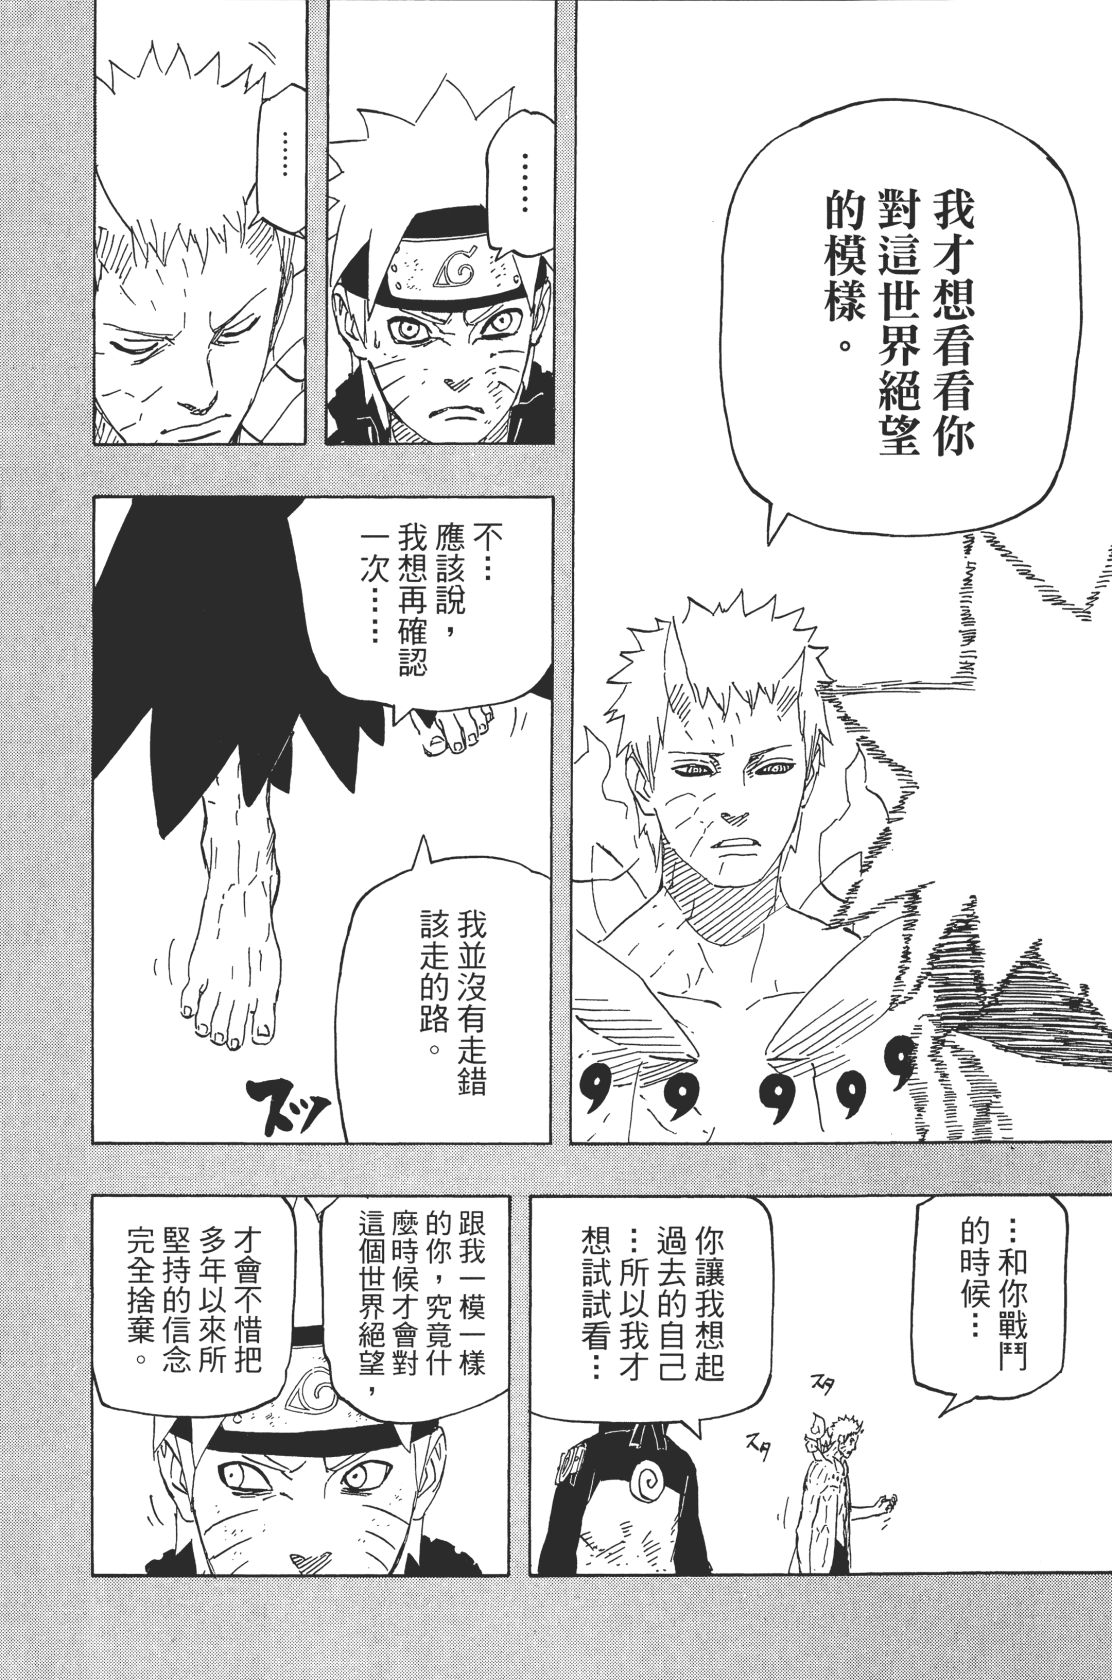 我才想看看你
對這世界絕望
的模樣。
……
……
不…
應該說，
我想再確認
一次……
我並沒有走錯
該走的路。
ズッ
…和你戰鬥
的時候…
スタ
スタ
你讓我想起
過去的自己
…所以我才
想試試看…
跟我一模一樣
的你，究竟什
麼時候才會對
這個世界絕望，
才會不惜把
多年以來所
堅持的信念
完全捨棄。